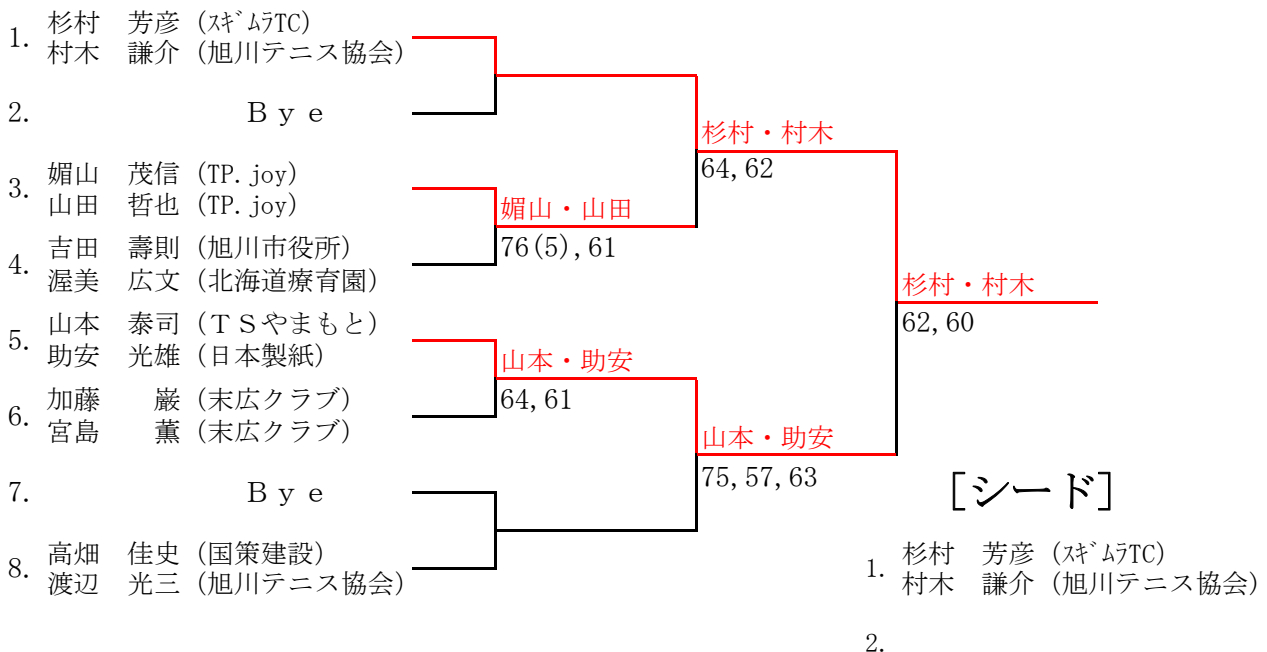 1. 杉村　芳彦 (ｽｷﾞﾑﾗTC)
村木　謙介 (旭川テニス協会)
2. Ｂｙｅ
3. 媚山　茂信 (TP.joy)
山田　哲也 (TP.joy)
4. 吉田　壽則 (旭川市役所)
渥美　広文 (北海道療育園)
5. 山本　泰司 (ＴＳやまもと)
助安　光雄 (日本製紙)
6. 加藤　　巌 (末広クラブ)
宮島　　薫 (末広クラブ)
7. Ｂｙｅ
8. 高畑　佳史 (国策建設)
渡辺　光三 (旭川テニス協会)
媚山・山田
76(5),61
山本・助安
64,61
杉村・村木
64,62
山本・助安
75,57,63
杉村・村木
62,60
［シード］
1. 杉村　芳彦 (ｽｷﾞﾑﾗTC)
村木　謙介 (旭川テニス協会)
2.